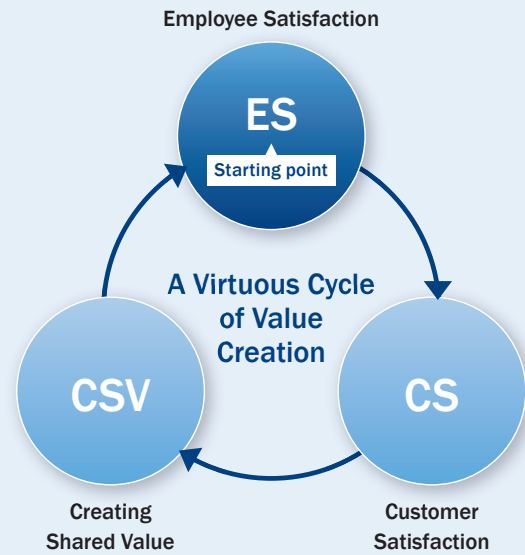 Employee Satisfaction
ES
Starting point
A Virtuous Cycle
of Value
Creation
CSV
CS
Creating
Shared Value
Customer
Satisfaction